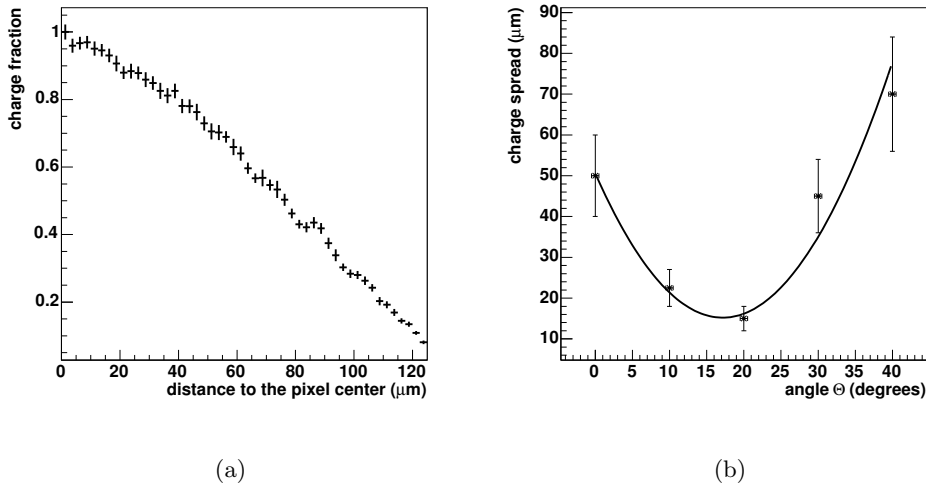 charge fraction
1
0.8
0.6
0.4
0.2
0 20 40 60 80 100 120
distance to the pixel center (μm)
(a)
charge spread (μm)
90
80
70
60
50
40
30
20
10
0 5 10 15 20 25 30 35 40
angle Θ (degrees)
(b)